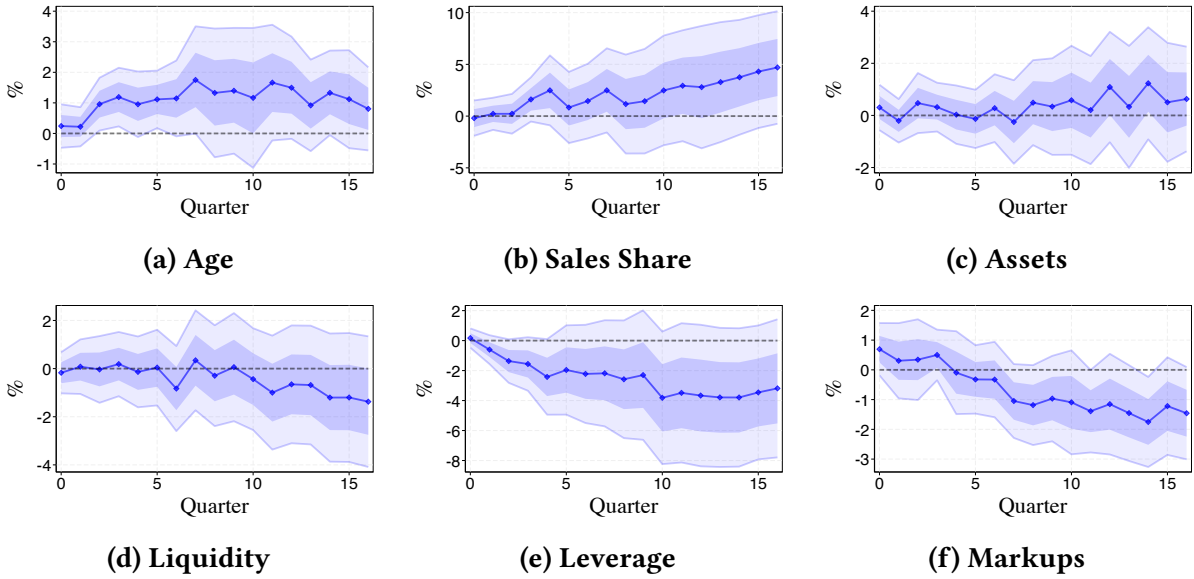 4
3
2
1
0
-1
%
0 5 10 15
Quarter
(a) Age
10
5
0
-5
%
0 5 10 15
Quarter
(b) Sales Share
4
2
0
-2
%
0 5 10 15
Quarter
(c) Assets
2
0
-2
-4
%
0 5 10 15
Quarter
(d) Liquidity
2
0
-2
-4
-6
-8
%
0 5 10 15
Quarter
(e) Leverage
2
1
0
-1
-2
-3
%
0 5 10 15
Quarter
(f) Markups